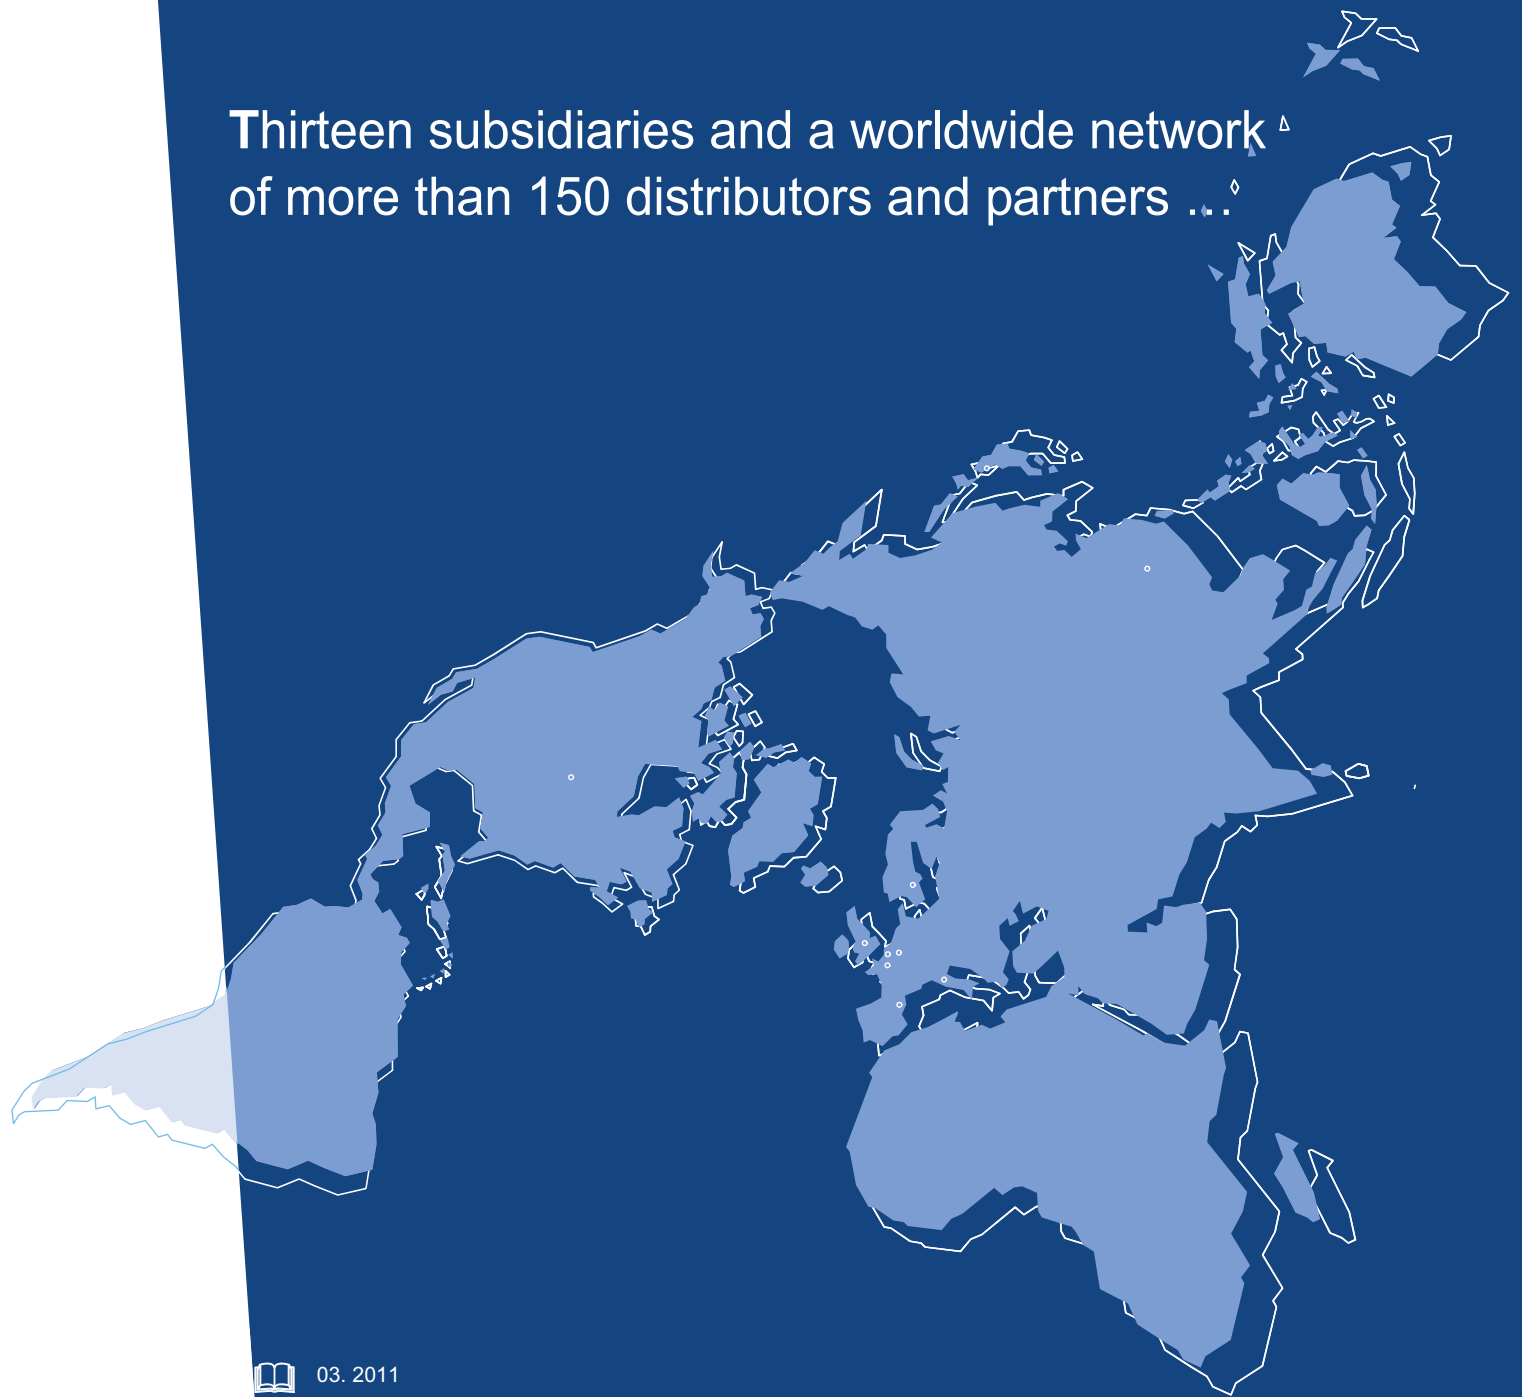 Thirteen subsidiaries and a worldwide network
of more than 150 distributors and partners ...
03. 2011